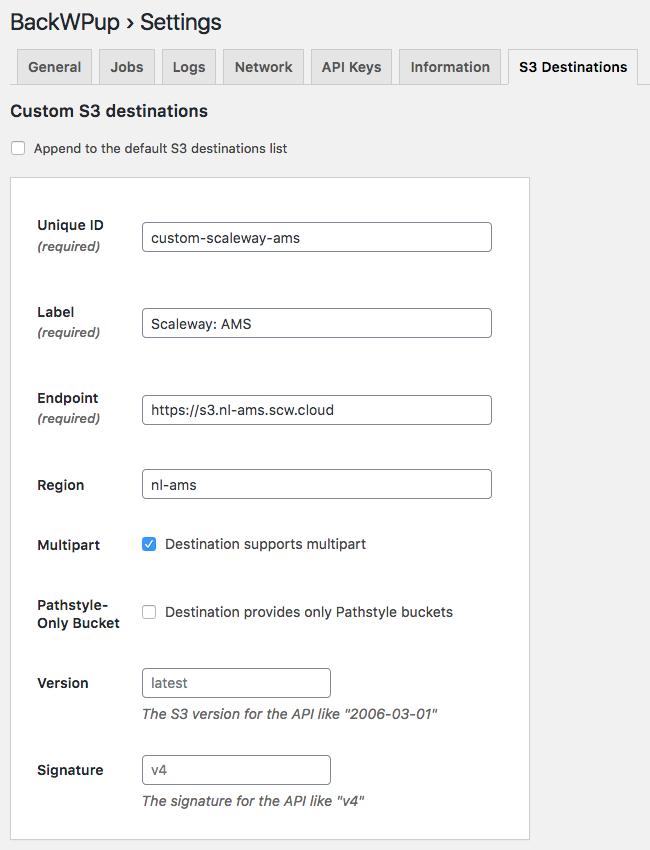 BackWPup › Settings
General Jobs Logs Network API Keys Information S3 Destinations
Custom S3 destinations
Append to the default S3 destinations list
Unique ID
(required)
custom-scaleway-ams
Label
(required)
Scaleway: AMS
Endpoint
(required)
https://s3.nl-ams.scw.cloud
Region
nl-ams
Multipart
Destination supports multipart
Pathstyle-
Only Bucket
Destination provides only Pathstyle buckets
Version
latest
The S3 version for the API like "2006-03-01"
Signature
v4
The signature for the API like "v4"